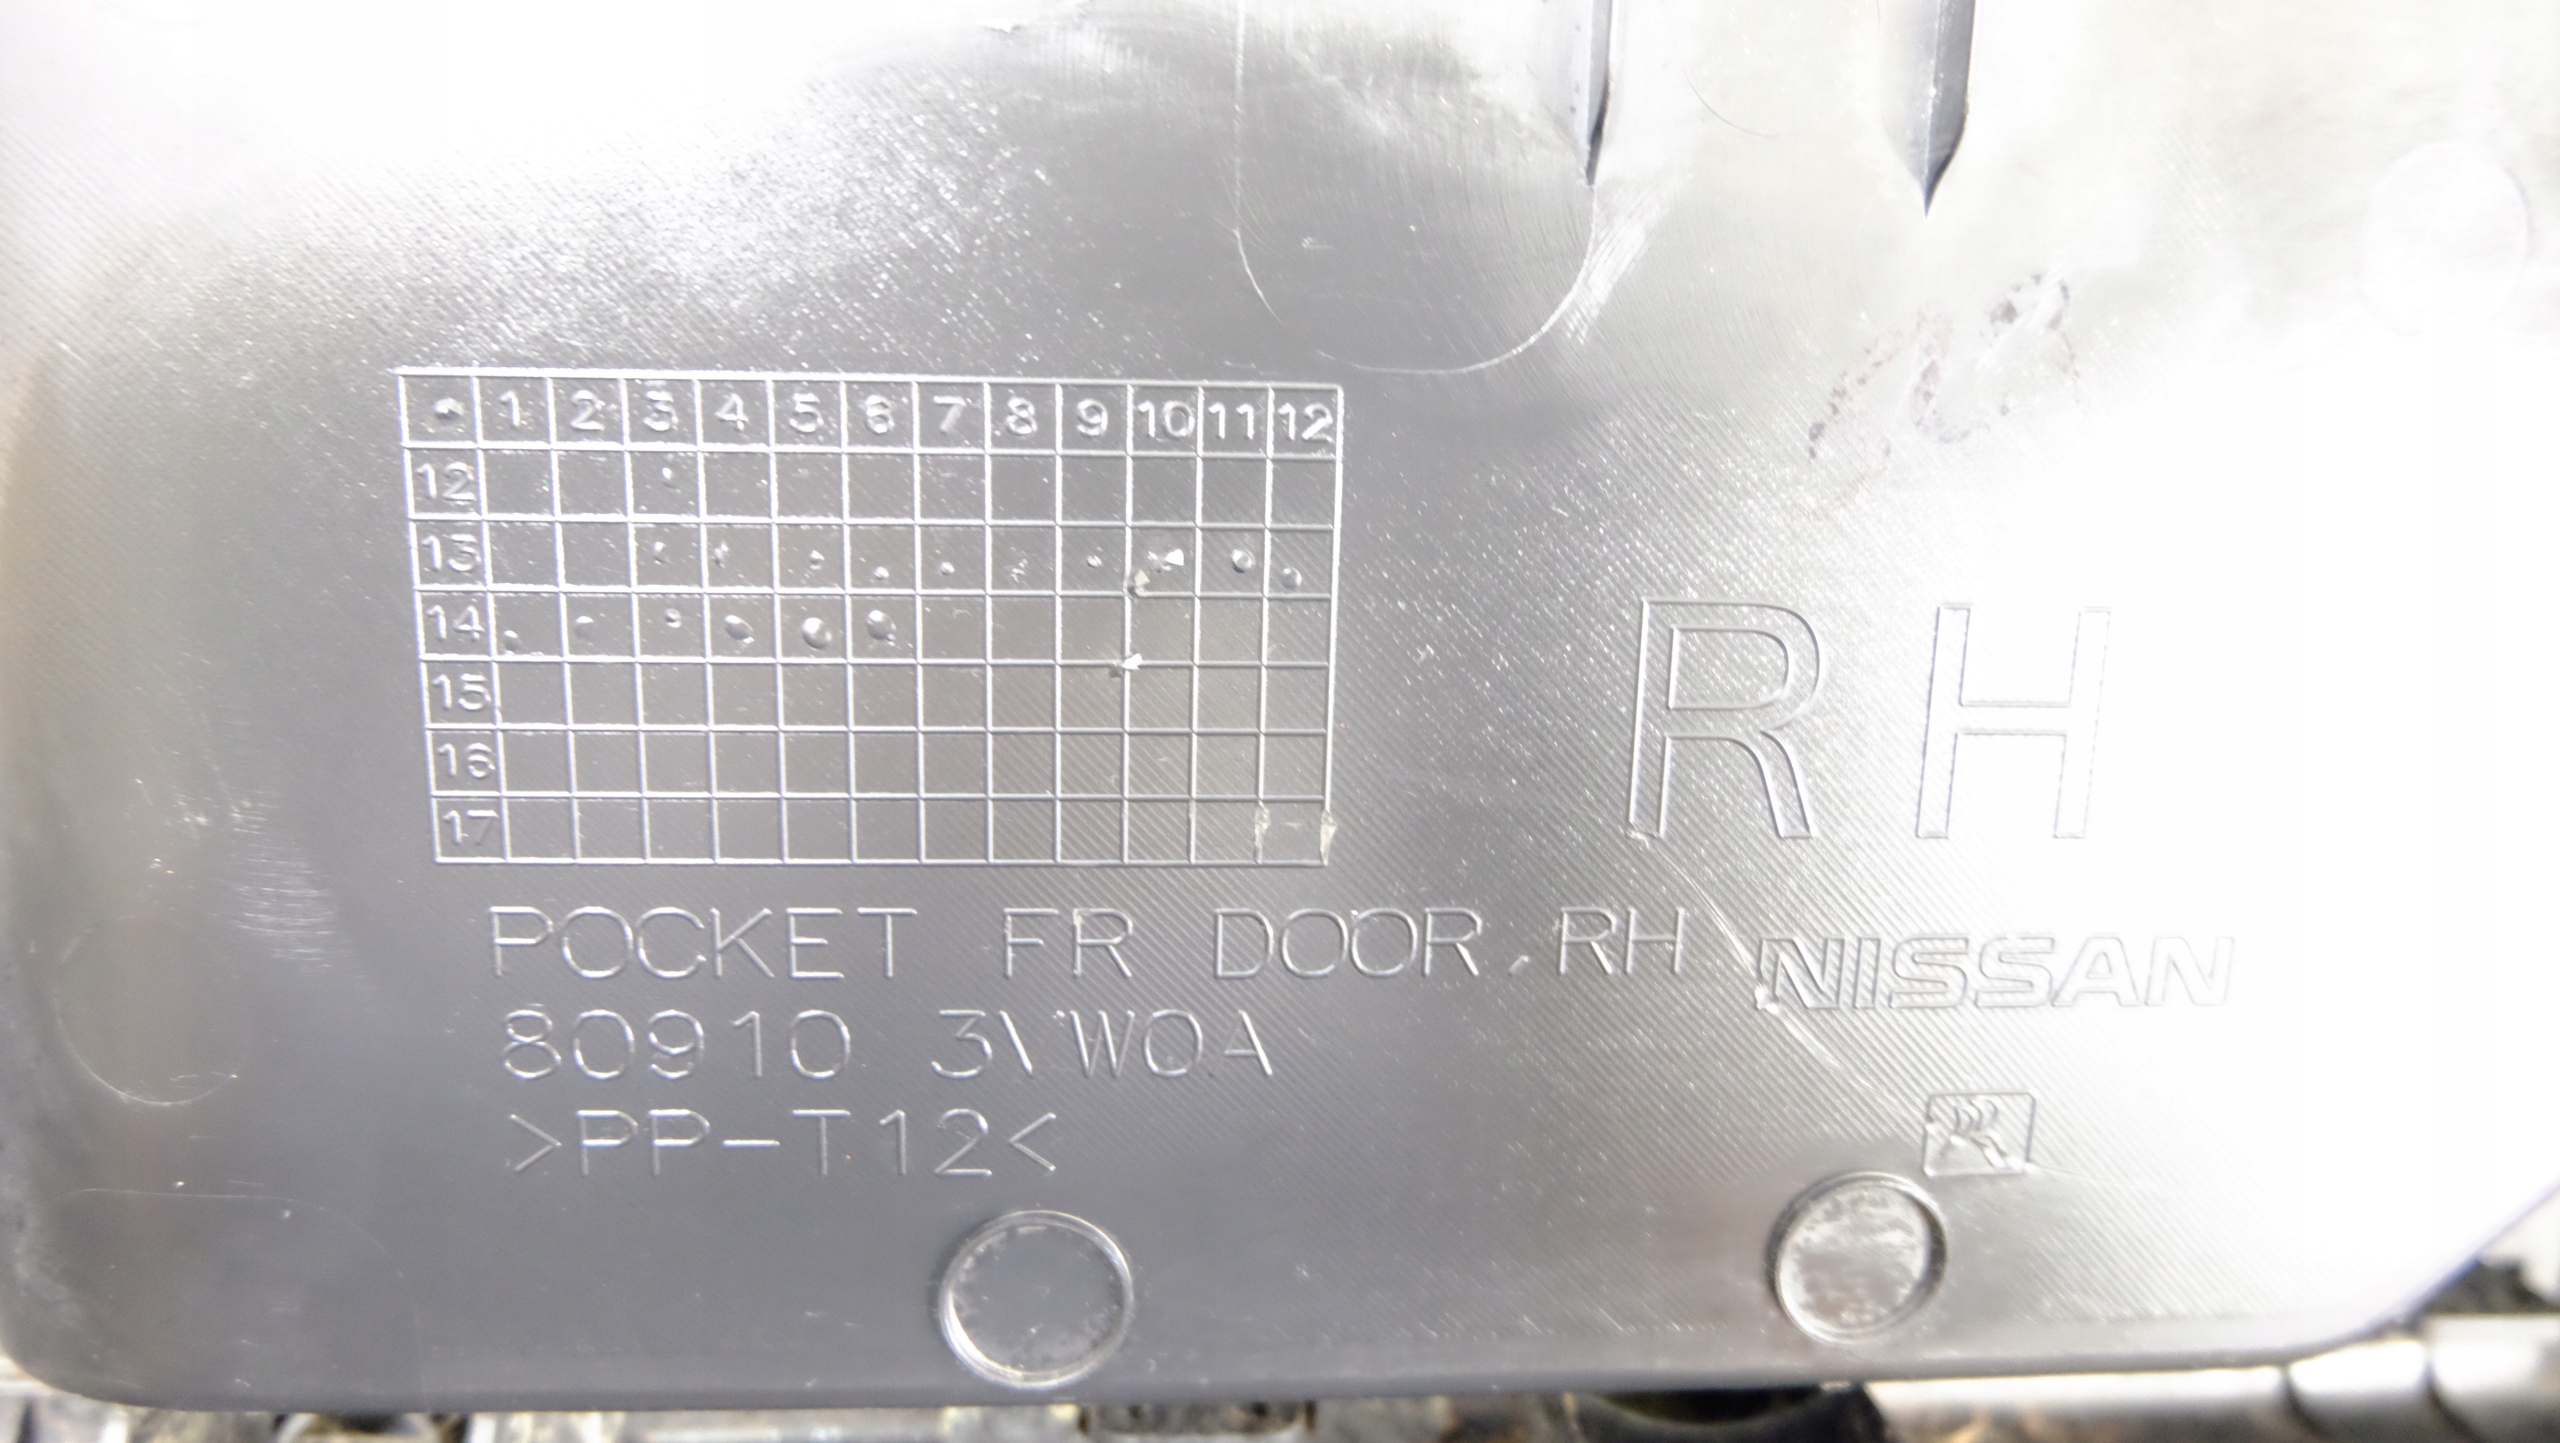 1 2 3 4 5 6 7 8 9 10 11 12
12
13
14
15
16
17
RH
POCKET FR DOOR, RH
NISSAN
80910 3VW0A
>PP-T12<